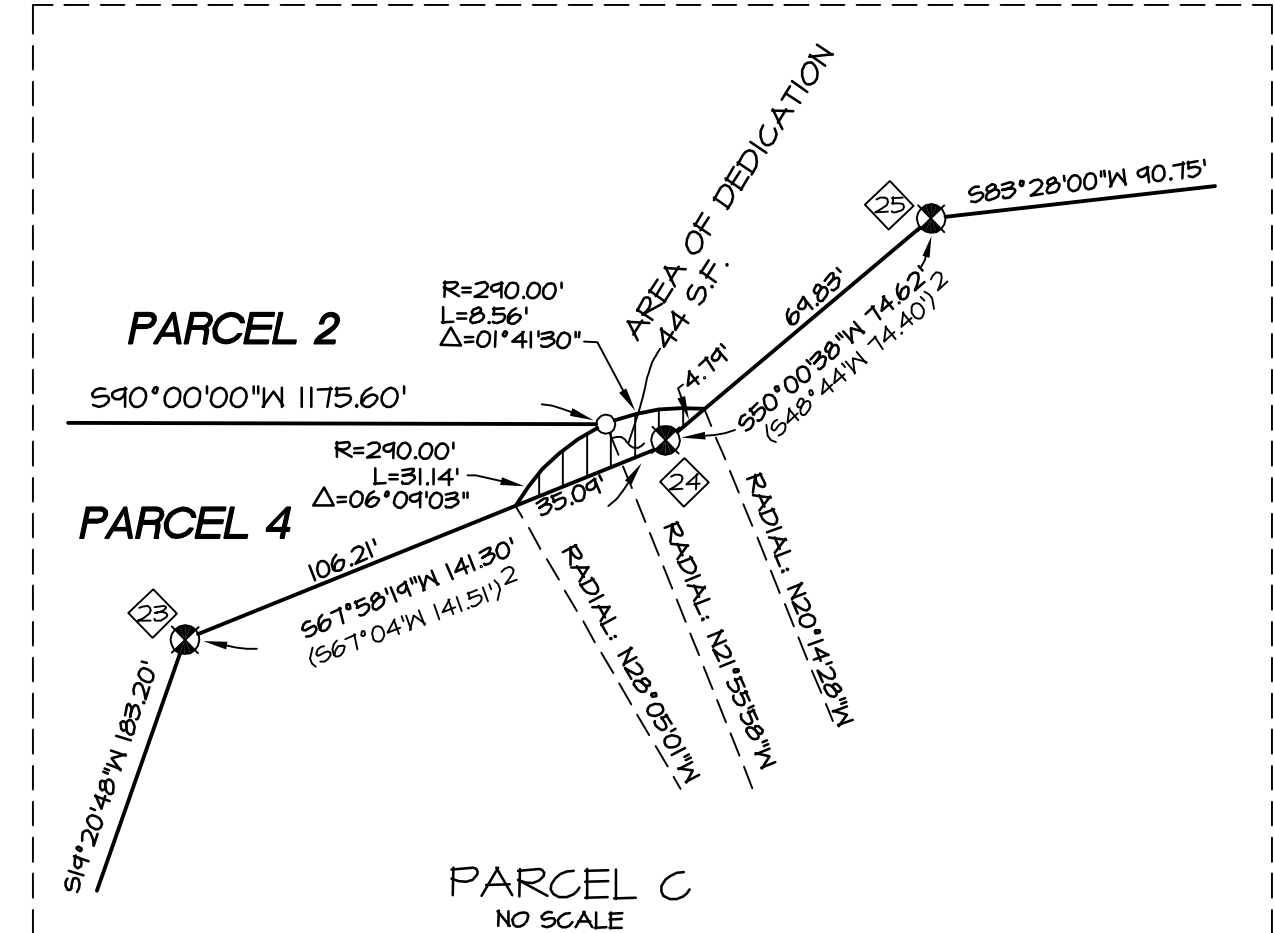 AREA OF DEDICATION
44 S.F.
25
S83°28'00"W 90.75'
R=290.00'
L=8.56'
Δ=01°41'30"
PARCEL 2
69.83'
S50°00'38"W 74.62'
(S48°44'W 74.40')2
4.79'
S90°00'00"W 1175.60'
R=290.00'
L=31.14'
Δ=06°09'03"
24
35.09'
PARCEL 4
106.21'
S67°58'19"W 141.30'
(S67°04'W 141.51')2
23
RADIAL: N28°05'01"W
RADIAL: N21°55'58"W
RADIAL: N20°14'28"W
S19°20'48"W 183.20'
PARCEL C
NO SCALE